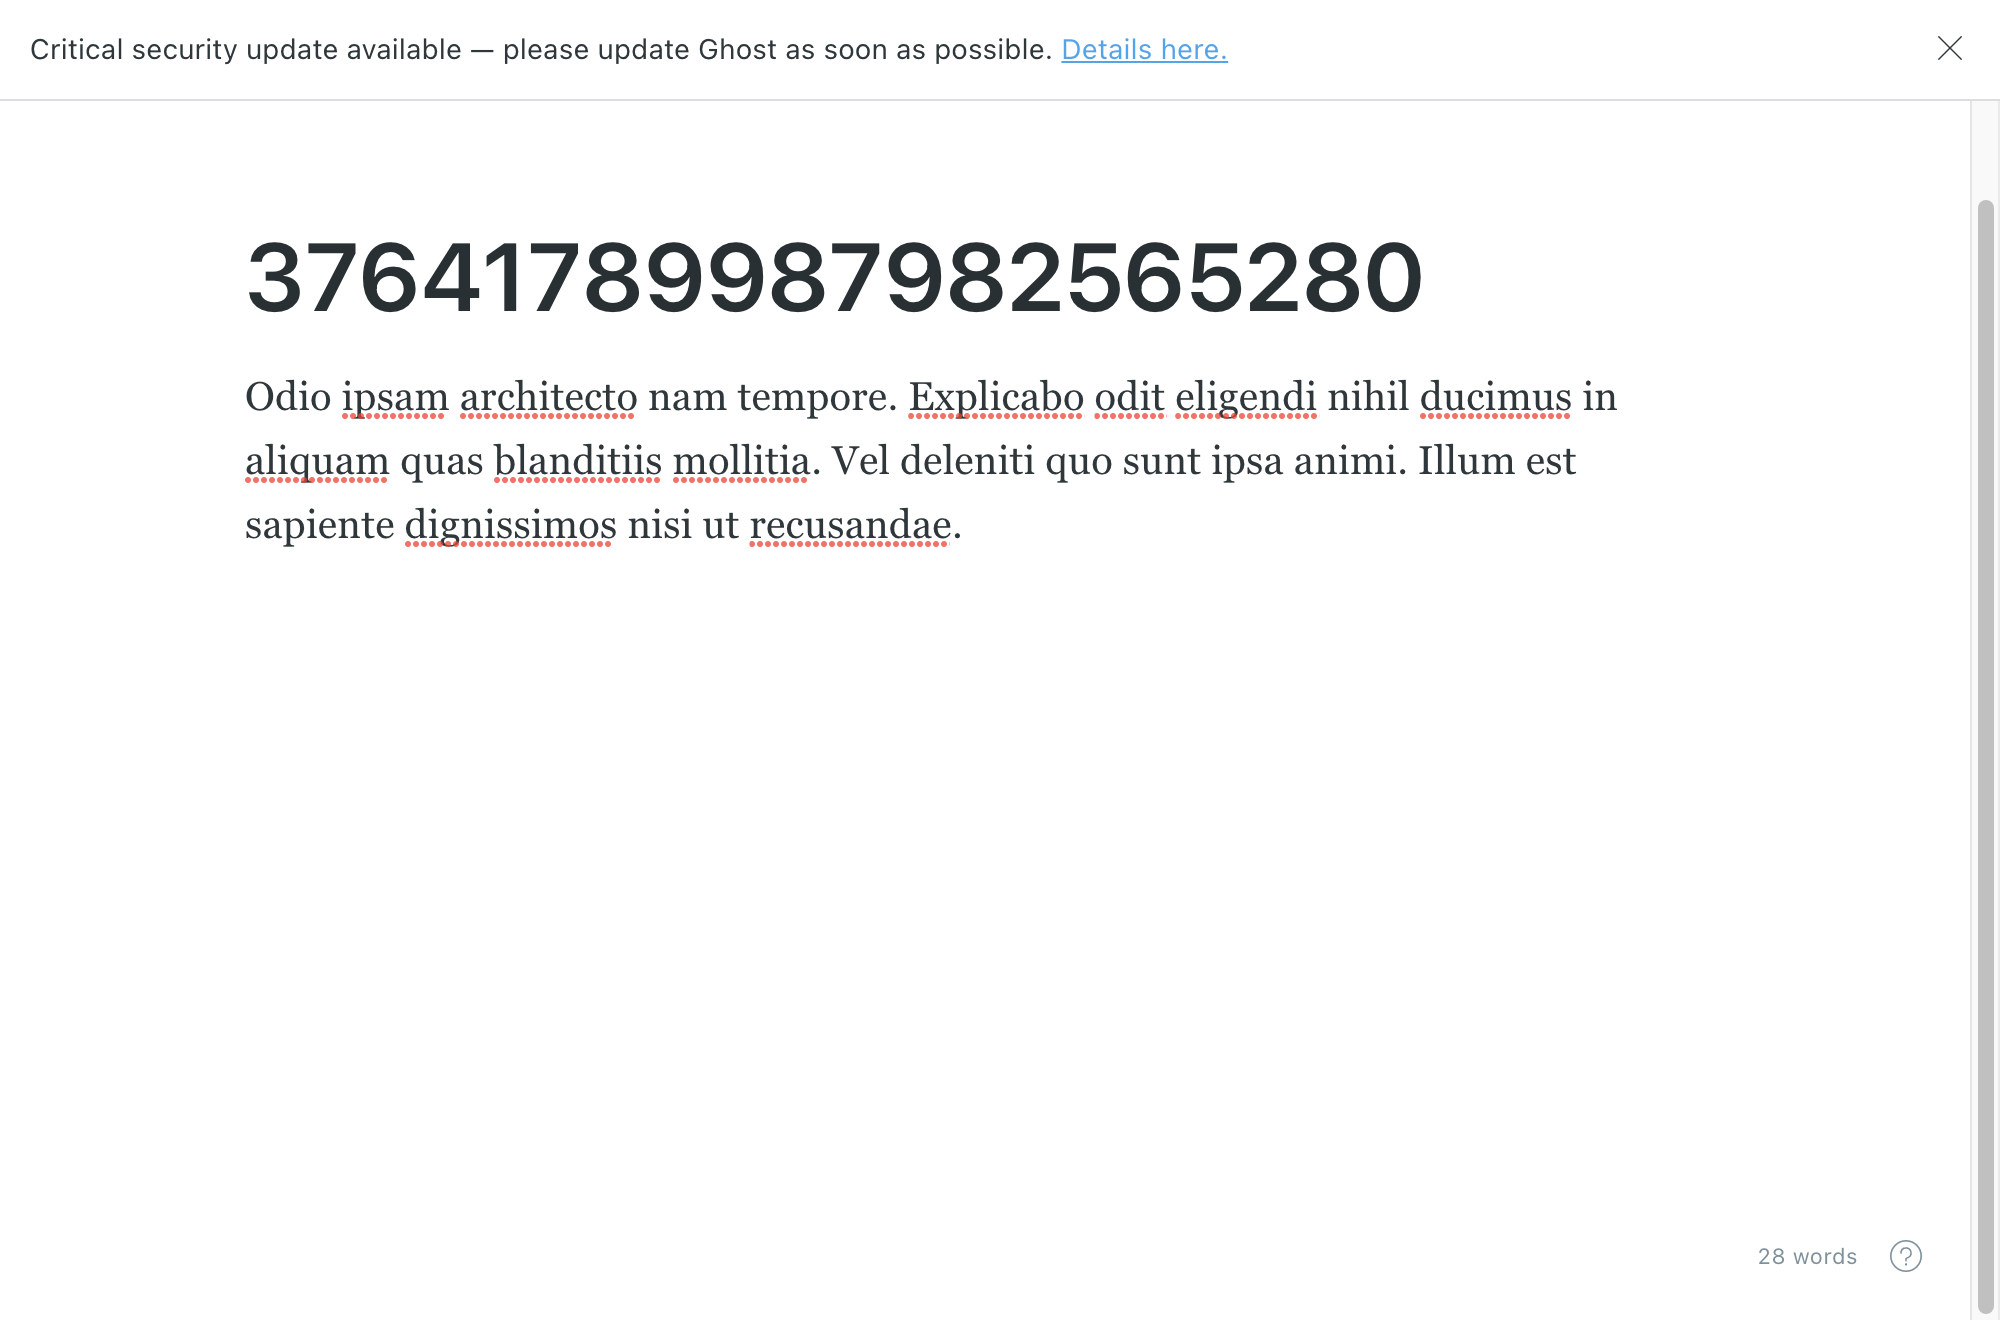 Critical security update available — please update Ghost as soon as possible. Details here.
3764178998798256​5280
Odio ipsam architecto nam tempore. Explicabo odit eligendi nihil ducimus in
aliquam quas blanditiis mollitia. Vel deleniti quo sunt ipsa animi. Illum est
sapiente dignissimos nisi ut recusandae.
28 words
?